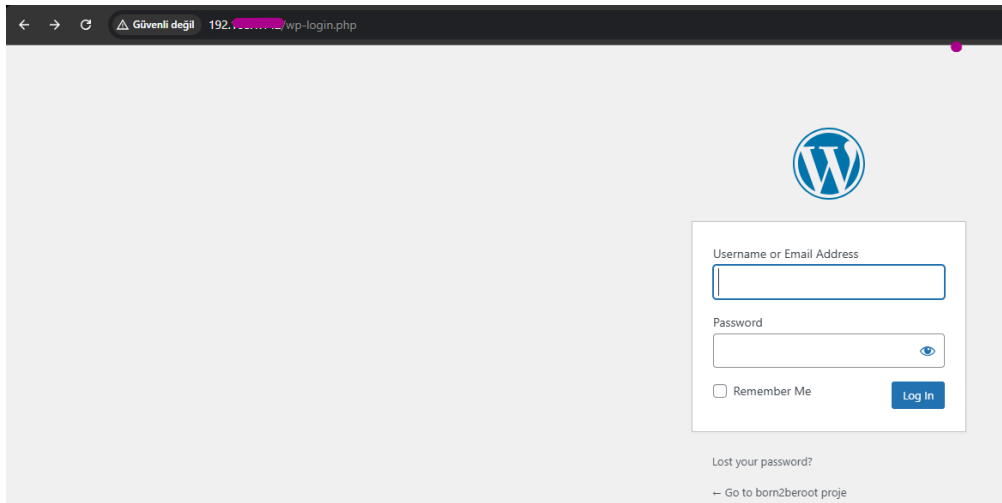 Güvenli değil 192. /wp-login.php
Username or Email Address
Password
Remember Me
Log In
Lost your password?
← Go to born2beroot proje